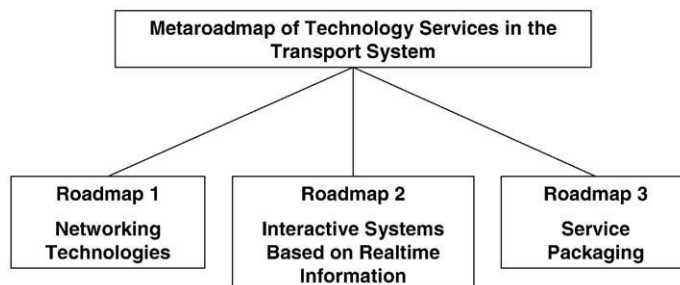 Metaroadmap of Technology Services in the
Transport System
Roadmap 1
Networking
Technologies
Roadmap 2
Interactive Systems
Based on Realtime
Information
Roadmap 3
Service
Packaging